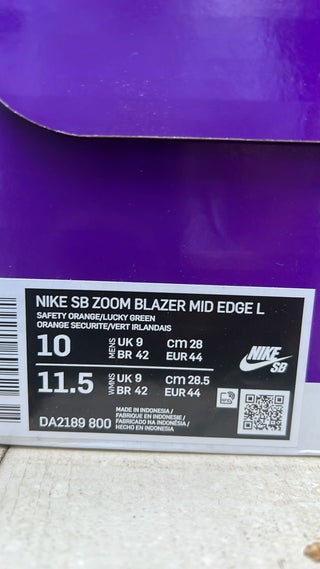 NIKE SB ZOOM BLAZER MID EDGE L
SAFETY ORANGE/LUCKY GREEN
ORANGE SECURITE/VERT IRLANDAIS
10 MENS UK 9 cm 28
BR 42 EUR 44
11.5 WMNS UK 9 cm 28.5
BR 42 EUR 44
NIKE
SB
MADE IN INDONESIA /
FABRIQUE EN INDONESIE /
FABRICADO NA INDONÉSIA /
HECHO EN INDONESIA
DA2189 800